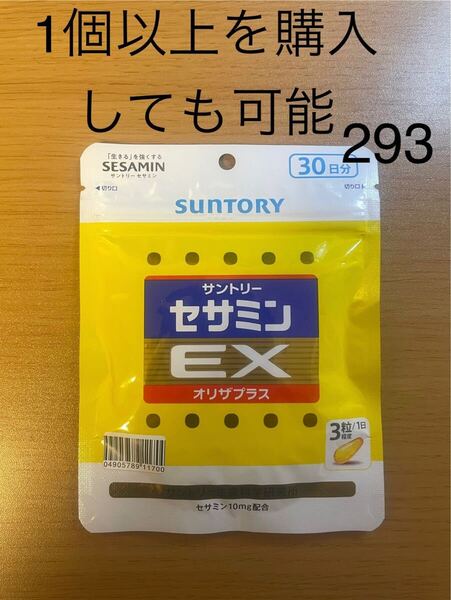 1個以上を購入
しても可能
293
「生きる」を強くする
SESAMIN
サントリー セサミン
30日分
◀切り口
切り口▶
SUNTORY
サントリー
セサミン
EX
オリザプラス
3粒/1日
程度
04905789 11700
セサミン10mg配合